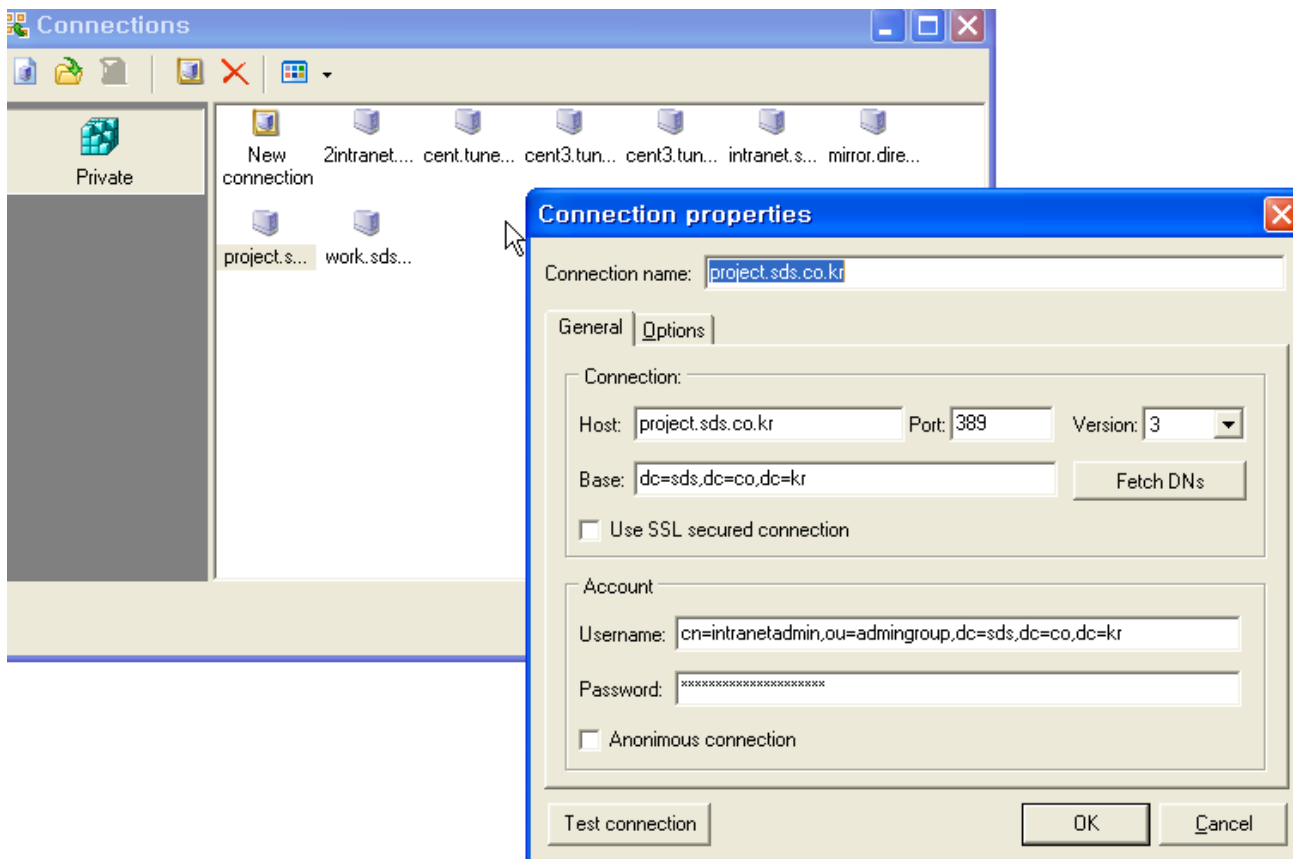 Connections
Private
New connection
2intranet....
cent.tune...
cent3.tun...
cent3.tun...
intranet.s...
mirror.dire...
project.s...
work.sds...
Connection properties
Connection name: project.sds.co.kr
General Options
Connection:
Host: project.sds.co.kr Port: 389 Version: 3
Base: dc=sds,dc=co,dc=kr Fetch DNs
Use SSL secured connection
Account
Username: cn=intranetadmin,ou=admingroup,dc=sds,dc=co,dc=kr
Password: *********************
Anonimous connection
Test connection OK Cancel